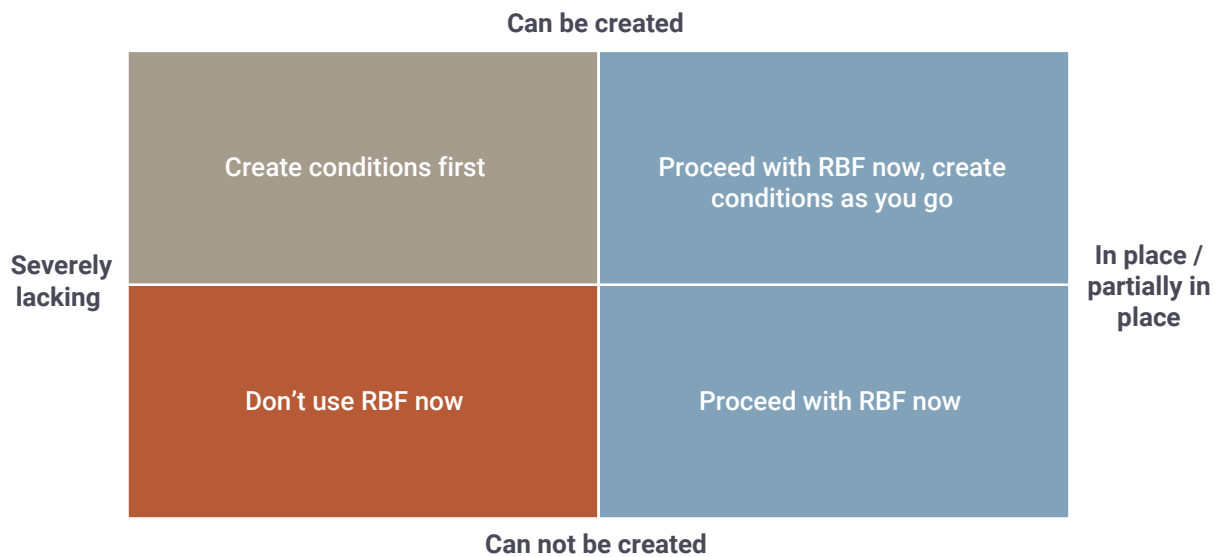 Can be created
Create conditions first
Proceed with RBF now, create
conditions as you go
Severely
lacking
In place /
partially in
place
Don’t use RBF now
Proceed with RBF now
Can not be created